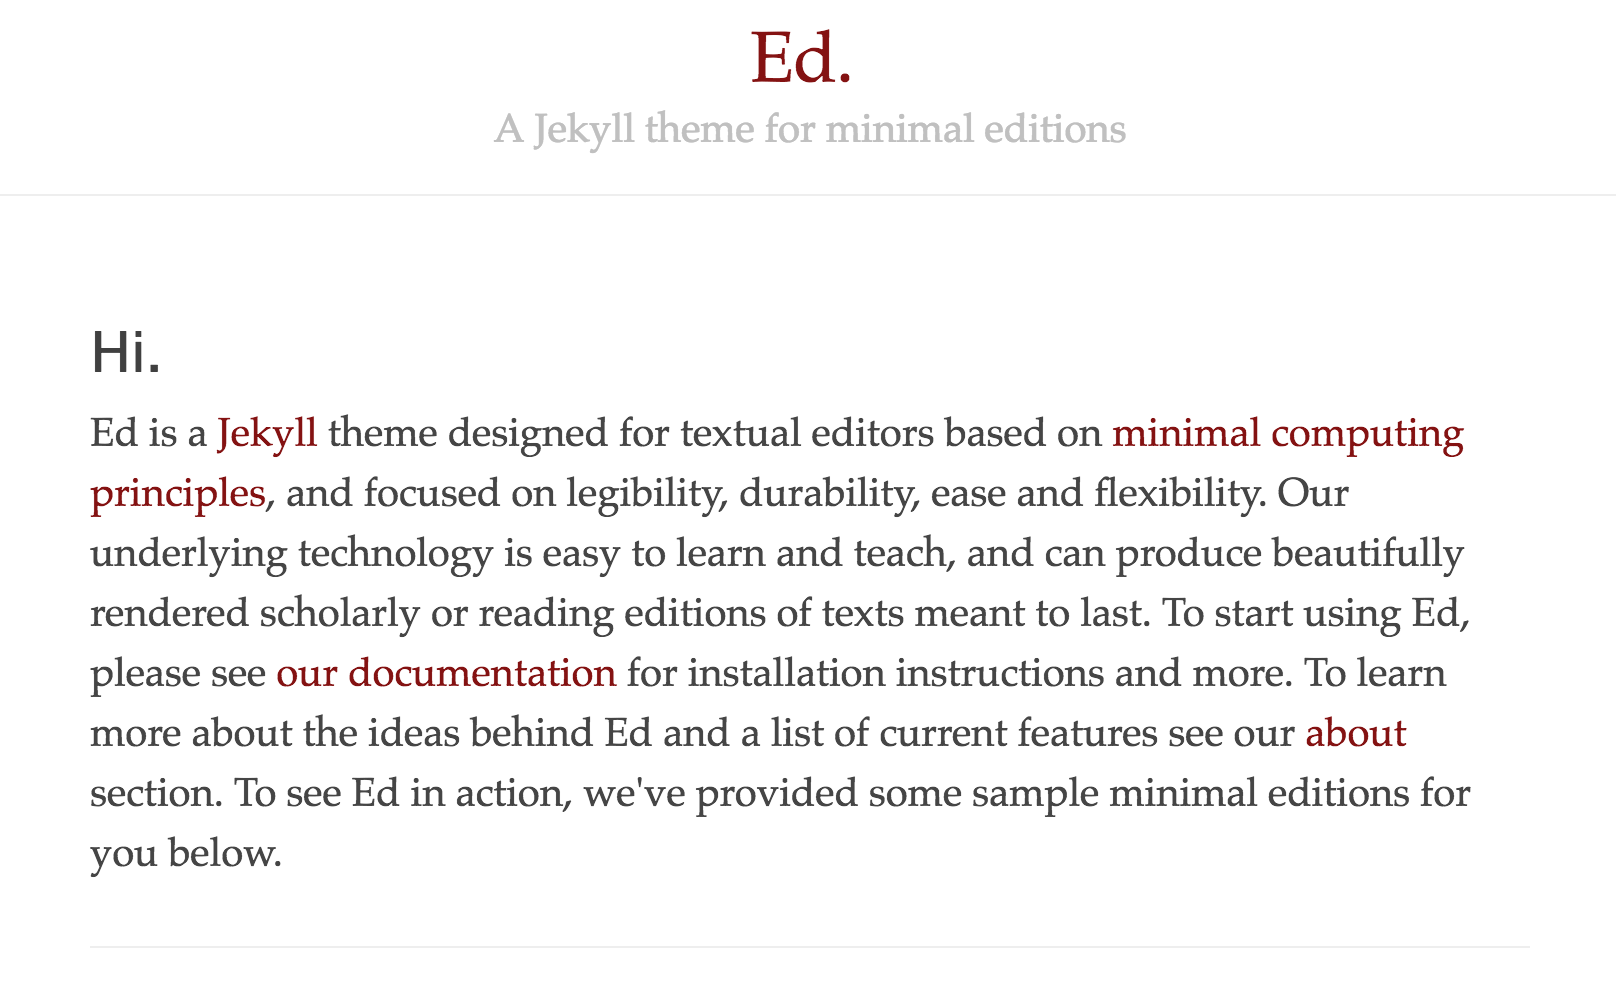 Ed.
A Jekyll theme for minimal editions
Hi.
Ed is a Jekyll theme designed for textual editors based on minimal computing
principles, and focused on legibility, durability, ease and flexibility. Our
underlying technology is easy to learn and teach, and can produce beautifully
rendered scholarly or reading editions of texts meant to last. To start using Ed,
please see our documentation for installation instructions and more. To learn
more about the ideas behind Ed and a list of current features see our about
section. To see Ed in action, we've provided some sample minimal editions for
you below.